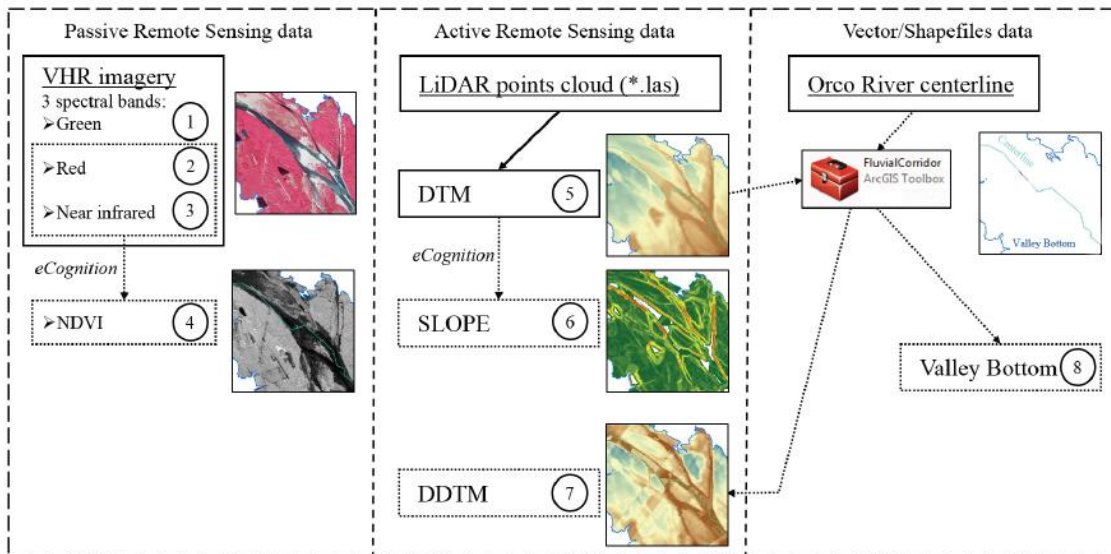 Passive Remote Sensing data
VHR imagery
3 spectral bands:
➢Green
1
➢Red
2
➢Near infrared
3
eCognition
➢NDVI
4
Active Remote Sensing data
LiDAR points cloud (*.las)
DTM
5
eCognition
SLOPE
6
DDTM
7
Vector/Shapefiles data
Orco River centerline
FluvialCorridor
ArcGIS Toolbox
Centerline
Valley Bottom
Valley Bottom
8